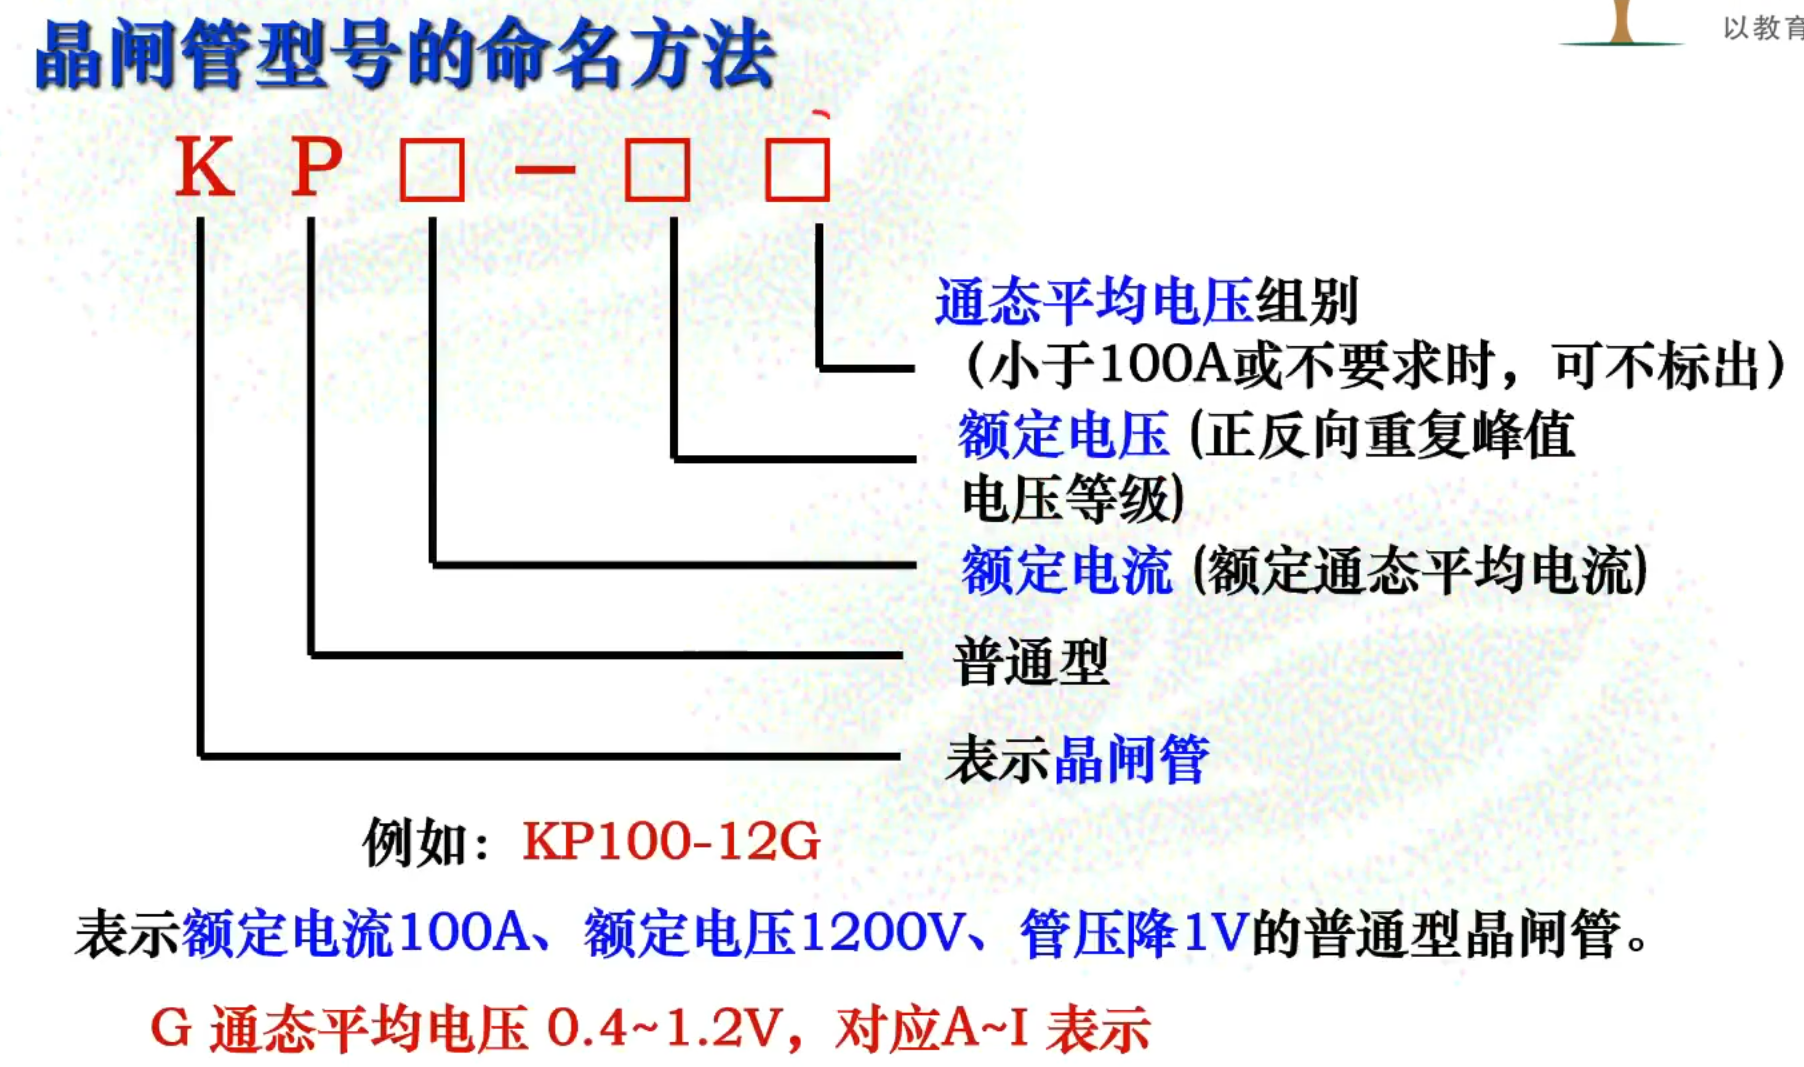 晶闸管型号的命名方法
以教育
K P □ － □ □
通态平均电压组别
（小于100A或不要求时，可不标出）
额定电压 (正反向重复峰值
电压等级)
额定电流 (额定通态平均电流)
普通型
表示晶闸管
例如：KP100-12G
表示额定电流100A、额定电压1200V、管压降1V的普通型晶闸管。
G 通态平均电压 0.4~1.2V，对应A~I 表示